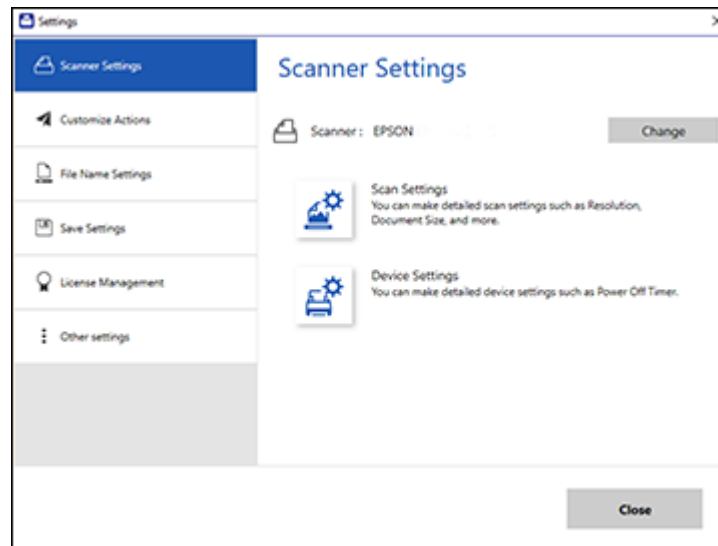 Settings
Scanner Settings
Customize Actions
File Name Settings
Save Settings
License Management
Other settings
Scanner Settings
Scanner : EPSON
Change
Scan Settings
You can make detailed scan settings such as Resolution,
Document Size, and more.
Device Settings
You can make detailed device settings such as Power Off Timer.
Close